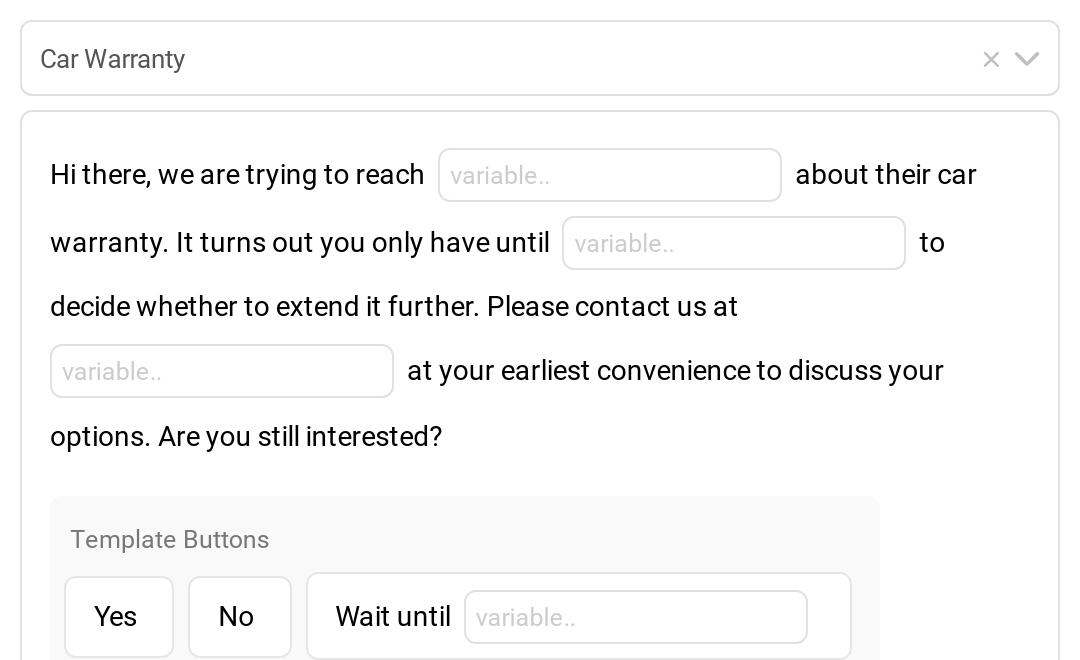 Car Warranty
Hi there, we are trying to reach variable.. about their car
warranty. It turns out you only have until variable.. to
decide whether to extend it further. Please contact us at
variable.. at your earliest convenience to discuss your
options. Are you still interested?
Template Buttons
Yes No Wait until variable..